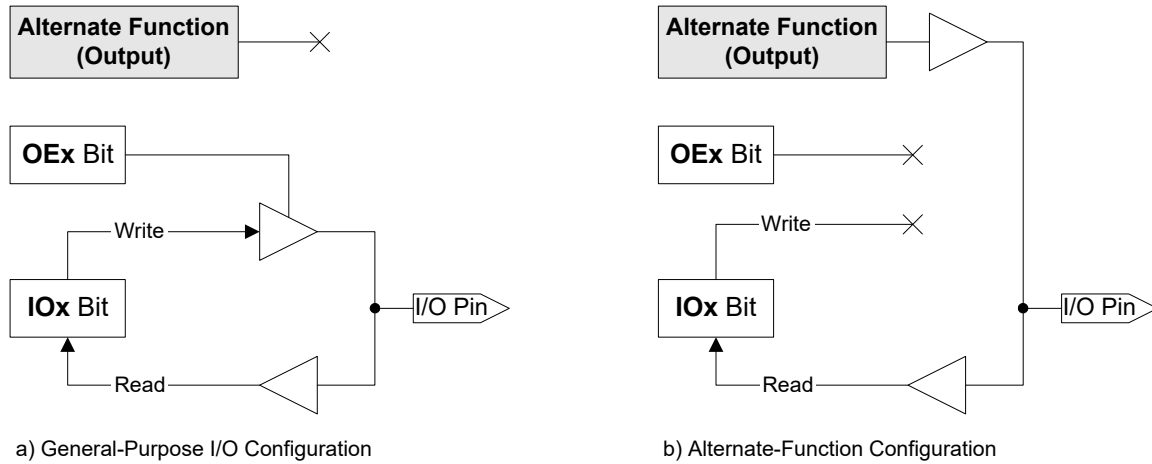 Alternate Function
(Output)
OEx Bit
Write
IOx Bit
I/O Pin
Read
a) General-Purpose I/O Configuration
Alternate Function
(Output)
OEx Bit
Write
IOx Bit
I/O Pin
Read
b) Alternate-Function Configuration